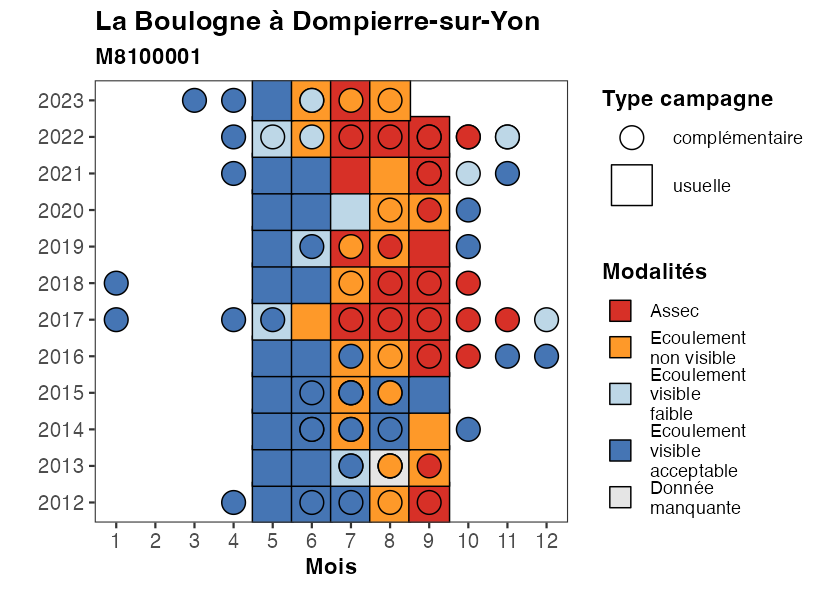 La Boulogne à Dompierre-sur-Yon
M8100001
2023
2022
2021
2020
2019
2018
2017
2016
2015
2014
2013
2012
1 2 3 4 5 6 7 8 9 10 11 12
Mois
Type campagne
complémentaire
usuelle
Modalités
Assec
Ecoulement
non visible
Ecoulement
visible
faible
Ecoulement
visible
acceptable
Donnée
manquante